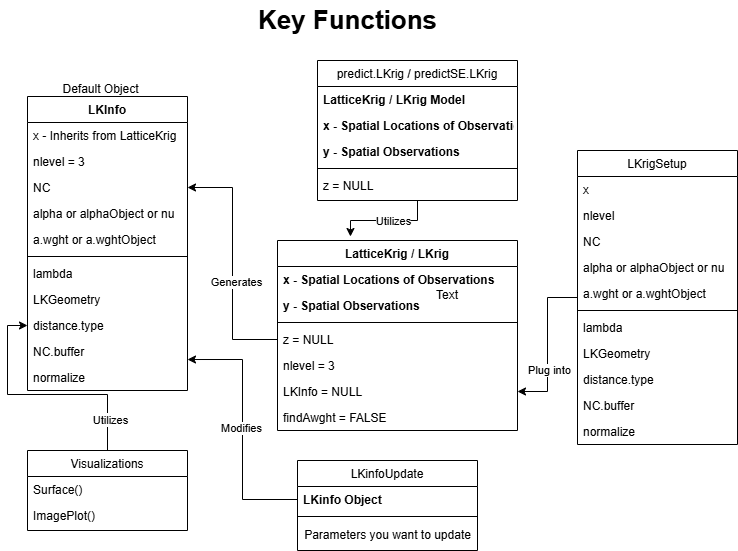 Key Functions
Default Object
LKInfo
x - Inherits from LatticeKrig
nlevel = 3
NC
alpha or alphaObject or nu
a.wght or a.wghtObject
lambda
LKGeometry
distance.type
NC.buffer
normalize
predict.LKrig / predictSE.LKrig
LatticeKrig / LKrig Model
x - Spatial Locations of Observati
y - Spatial Observations
z = NULL
Utilizes
LatticeKrig / LKrig
x - Spatial Locations of Observations
Text
y - Spatial Observations
z = NULL
nlevel = 3
LKInfo = NULL
findAwght = FALSE
Generates
Modifies
Plug into
LKrigSetup
x
nlevel
NC
alpha or alphaObject or nu
a.wght or a.wghtObject
lambda
LKGeometry
distance.type
NC.buffer
normalize
Utilizes
Visualizations
Surface()
ImagePlot()
LKinfoUpdate
LKinfo Object
Parameters you want to update